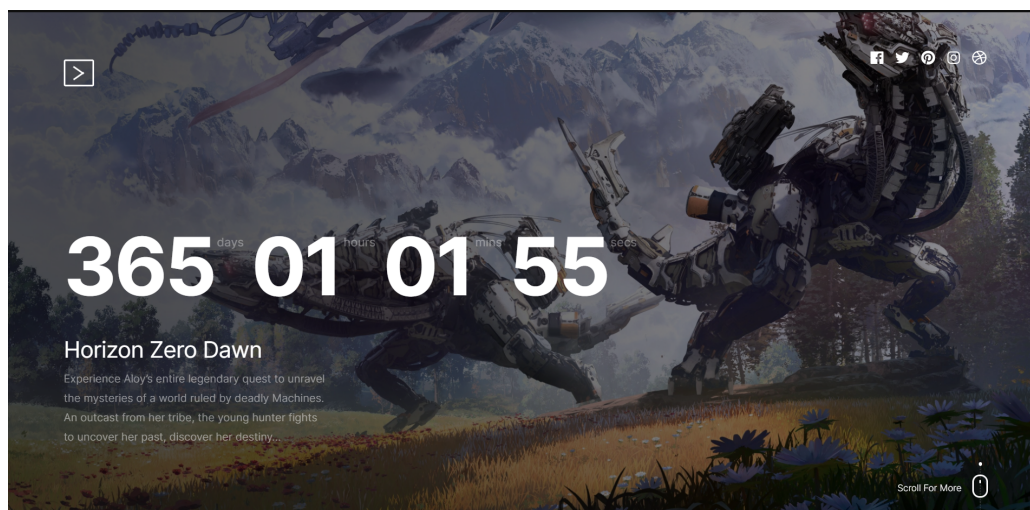 365 days 01 hours 01 mins 55 secs
Horizon Zero Dawn
Experience Aloy's entire legendary quest to unravel
the mysteries of a world ruled by deadly Machines.
An outcast from her tribe, the young hunter fights
to uncover her past, discover her destiny...
Scroll For More